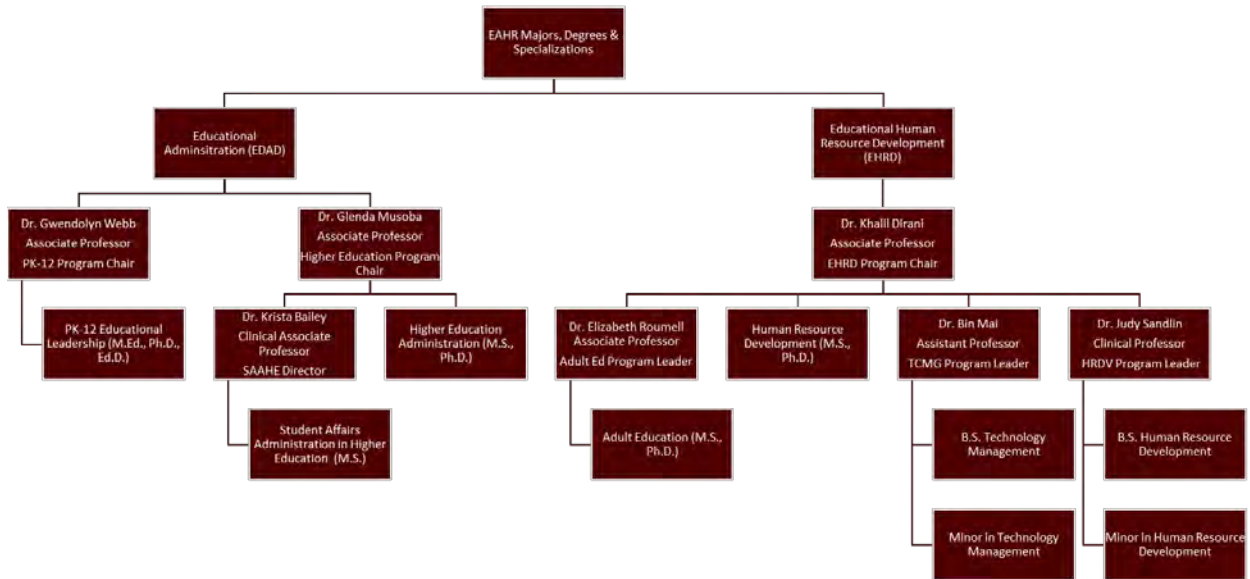 EAHR Majors, Degrees &
Specializations
Educational
Adminsitration (EDAD)
Educational Human
Resource Development
(EHRD)
Dr. Gwendolyn Webb
Associate Professor
PK-12 Program Chair
Dr. Glenda Musoba
Associate Professor
Higher Education Program
Chair
Dr. Khalil Dirani
Associate Professor
EHRD Program Chair
PK-12 Educational
Leadership (M.Ed., Ph.D.,
Ed.D.)
Dr. Krista Bailey
Clinical Associate
Professor
SAAHE Director
Higher Education
Administration (M.S.,
Ph.D.)
Dr. Elizabeth Roumell
Associate Professor
Adult Ed Program Leader
Human Resource
Development (M.S.,
Ph.D.)
Dr. Bin Mai
Assistant Professor
TCMG Program Leader
Dr. Judy Sandlin
Clinical Professor
HRDV Program Leader
Student Affairs
Administration in Higher
Education (M.S.)
Adult Education (M.S.,
Ph.D.)
B.S. Technology
Management
B.S. Human Resource
Development
Minor in Technology
Management
Minor in Human Resource
Development